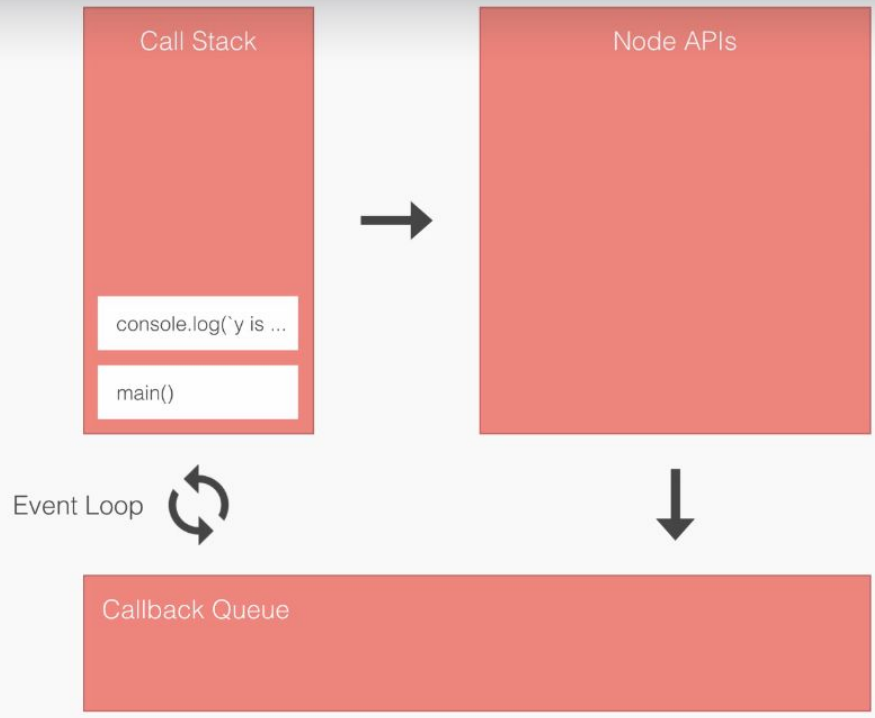 Call Stack
Node APIs
console.log(`y is ...
main()
Event Loop
Callback Queue